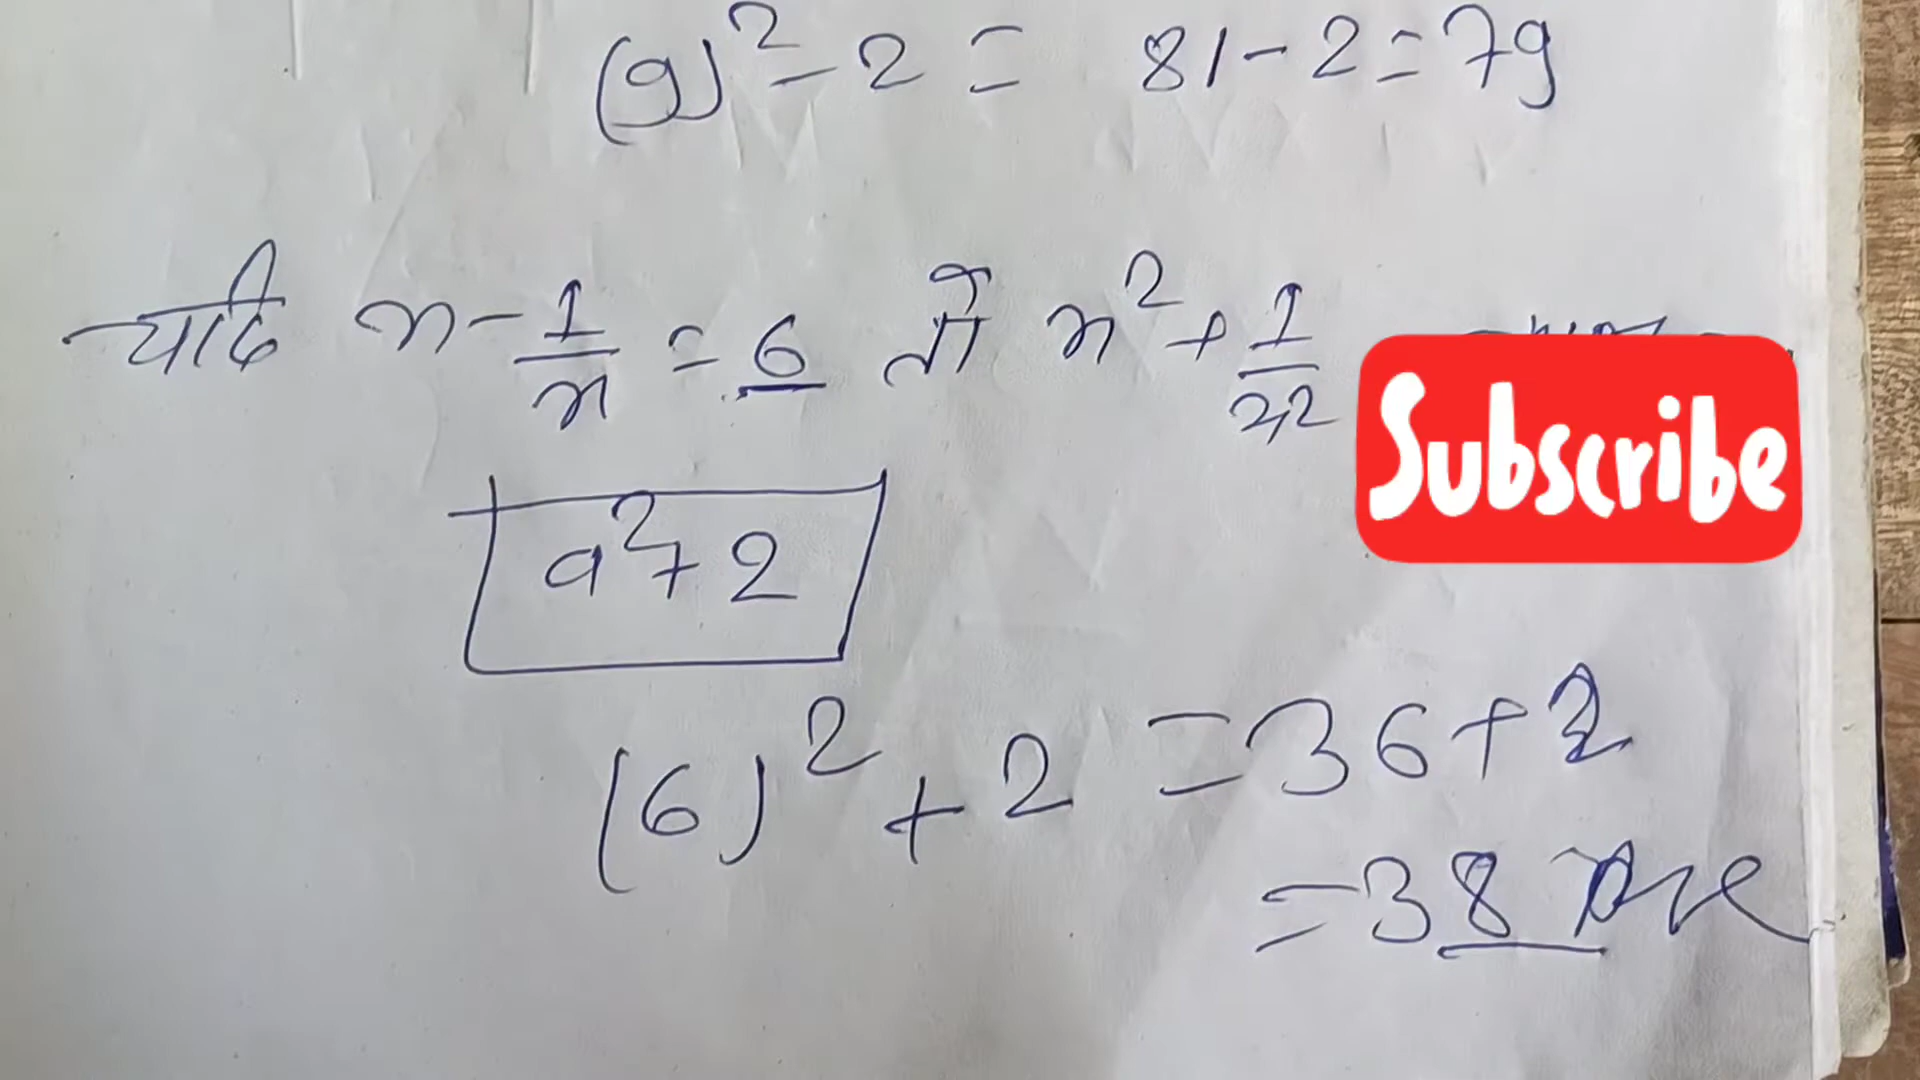 (9)² - 2 = 81 - 2 = 79
यदि x - 1/x = 6 तो x² + 1/x²
Subscribe
a² + 2
(6)² + 2 = 36 + 2
= 38